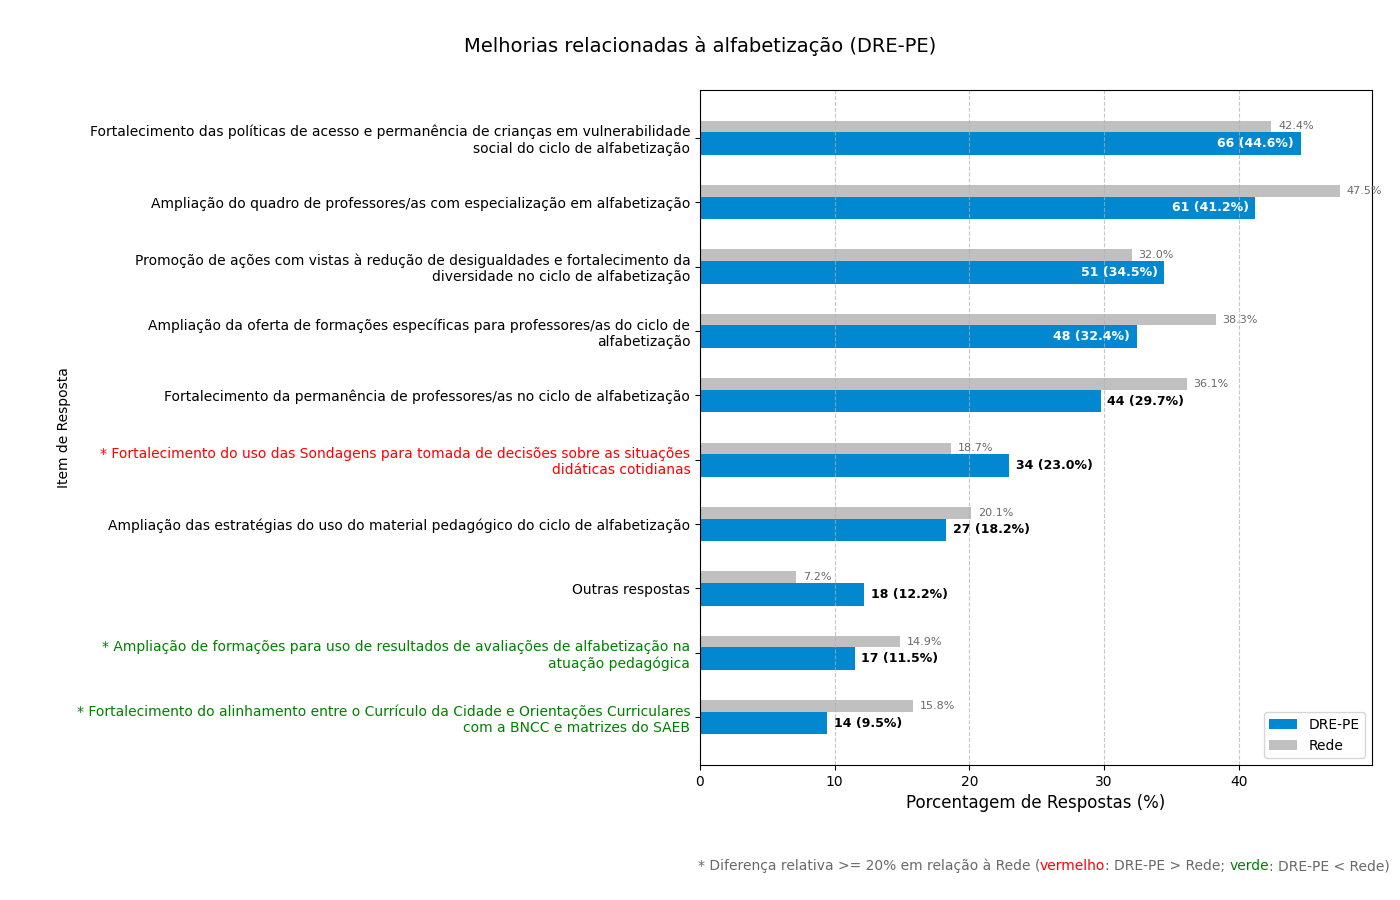 Melhorias relacionadas à alfabetização (DRE-PE)
Item de Resposta
Fortalecimento das políticas de acesso e permanência de crianças em vulnerabilidade
social do ciclo de alfabetização
42.4%
66 (44.6%)
Ampliação do quadro de professores/as com especialização em alfabetização
47.5%
61 (41.2%)
Promoção de ações com vistas à redução de desigualdades e fortalecimento da
diversidade no ciclo de alfabetização
32.0%
51 (34.5%)
Ampliação da oferta de formações específicas para professores/as do ciclo de
alfabetização
38.3%
48 (32.4%)
Fortalecimento da permanência de professores/as no ciclo de alfabetização
36.1%
44 (29.7%)
* Fortalecimento do uso das Sondagens para tomada de decisões sobre as situações
didáticas cotidianas
18.7%
34 (23.0%)
Ampliação das estratégias do uso do material pedagógico do ciclo de alfabetização
20.1%
27 (18.2%)
Outras respostas
7.2%
18 (12.2%)
* Ampliação de formações para uso de resultados de avaliações de alfabetização na
atuação pedagógica
14.9%
17 (11.5%)
* Fortalecimento do alinhamento entre o Currículo da Cidade e Orientações Curriculares
com a BNCC e matrizes do SAEB
15.8%
14 (9.5%)
DRE-PE
Rede
0 10 20 30 40
Porcentagem de Respostas (%)
* Diferença relativa >= 20% em relação à Rede (vermelho: DRE-PE > Rede; verde: DRE-PE < Rede)